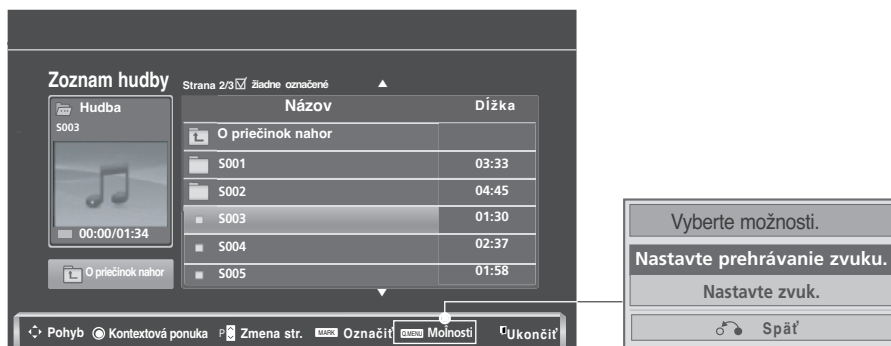 Zoznam hudby
Strana 2/3 žiadne označené
Hudba
S003
00:00/01:34
O priečinok nahor
Názov Dĺžka
O priečinok nahor
S001 03:33
S002 04:45
S003 01:30
S004 02:37
S005 01:58
Pohyb Kontextová ponuka P Zmena str. MARK Označiť Q.MENU Molnosti Ukončiť
Vyberte možnosti.
Nastavte prehrávanie zvuku.
Nastavte zvuk.
Späť